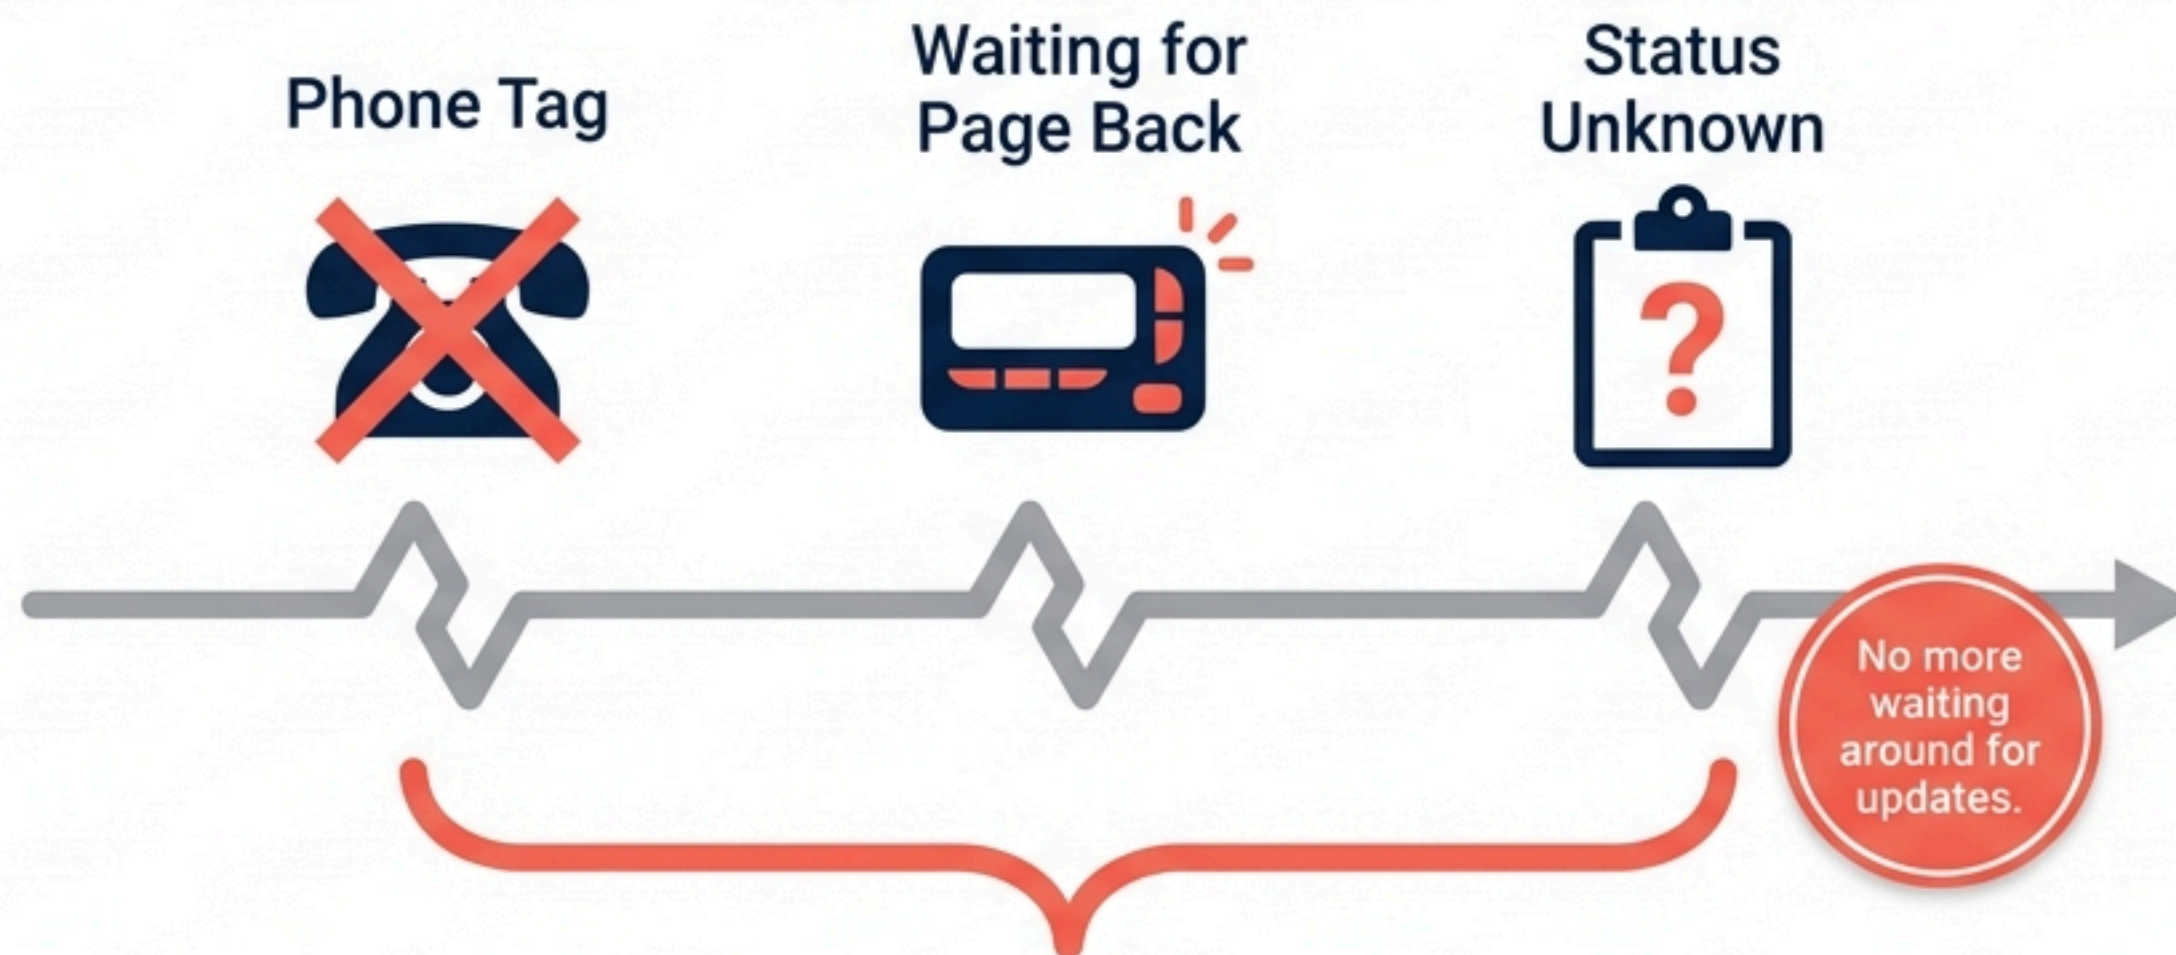 Phone Tag
Waiting for
Page Back
Status
Unknown
?
No more
waiting
around for
updates.